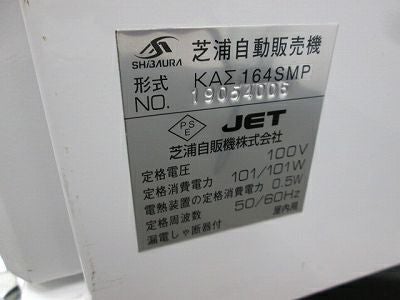 SHIBAURA 芝浦自動販売機
形式 KAΣ164SMP
NO. 19054005
PSE JET
芝浦自販機株式会社
定格電圧 100V
定格消費電力 101/101W
電熱装置の定格消費電力 0.5W
定格周波数 50/60Hz
漏電しゃ断器付 屋内用